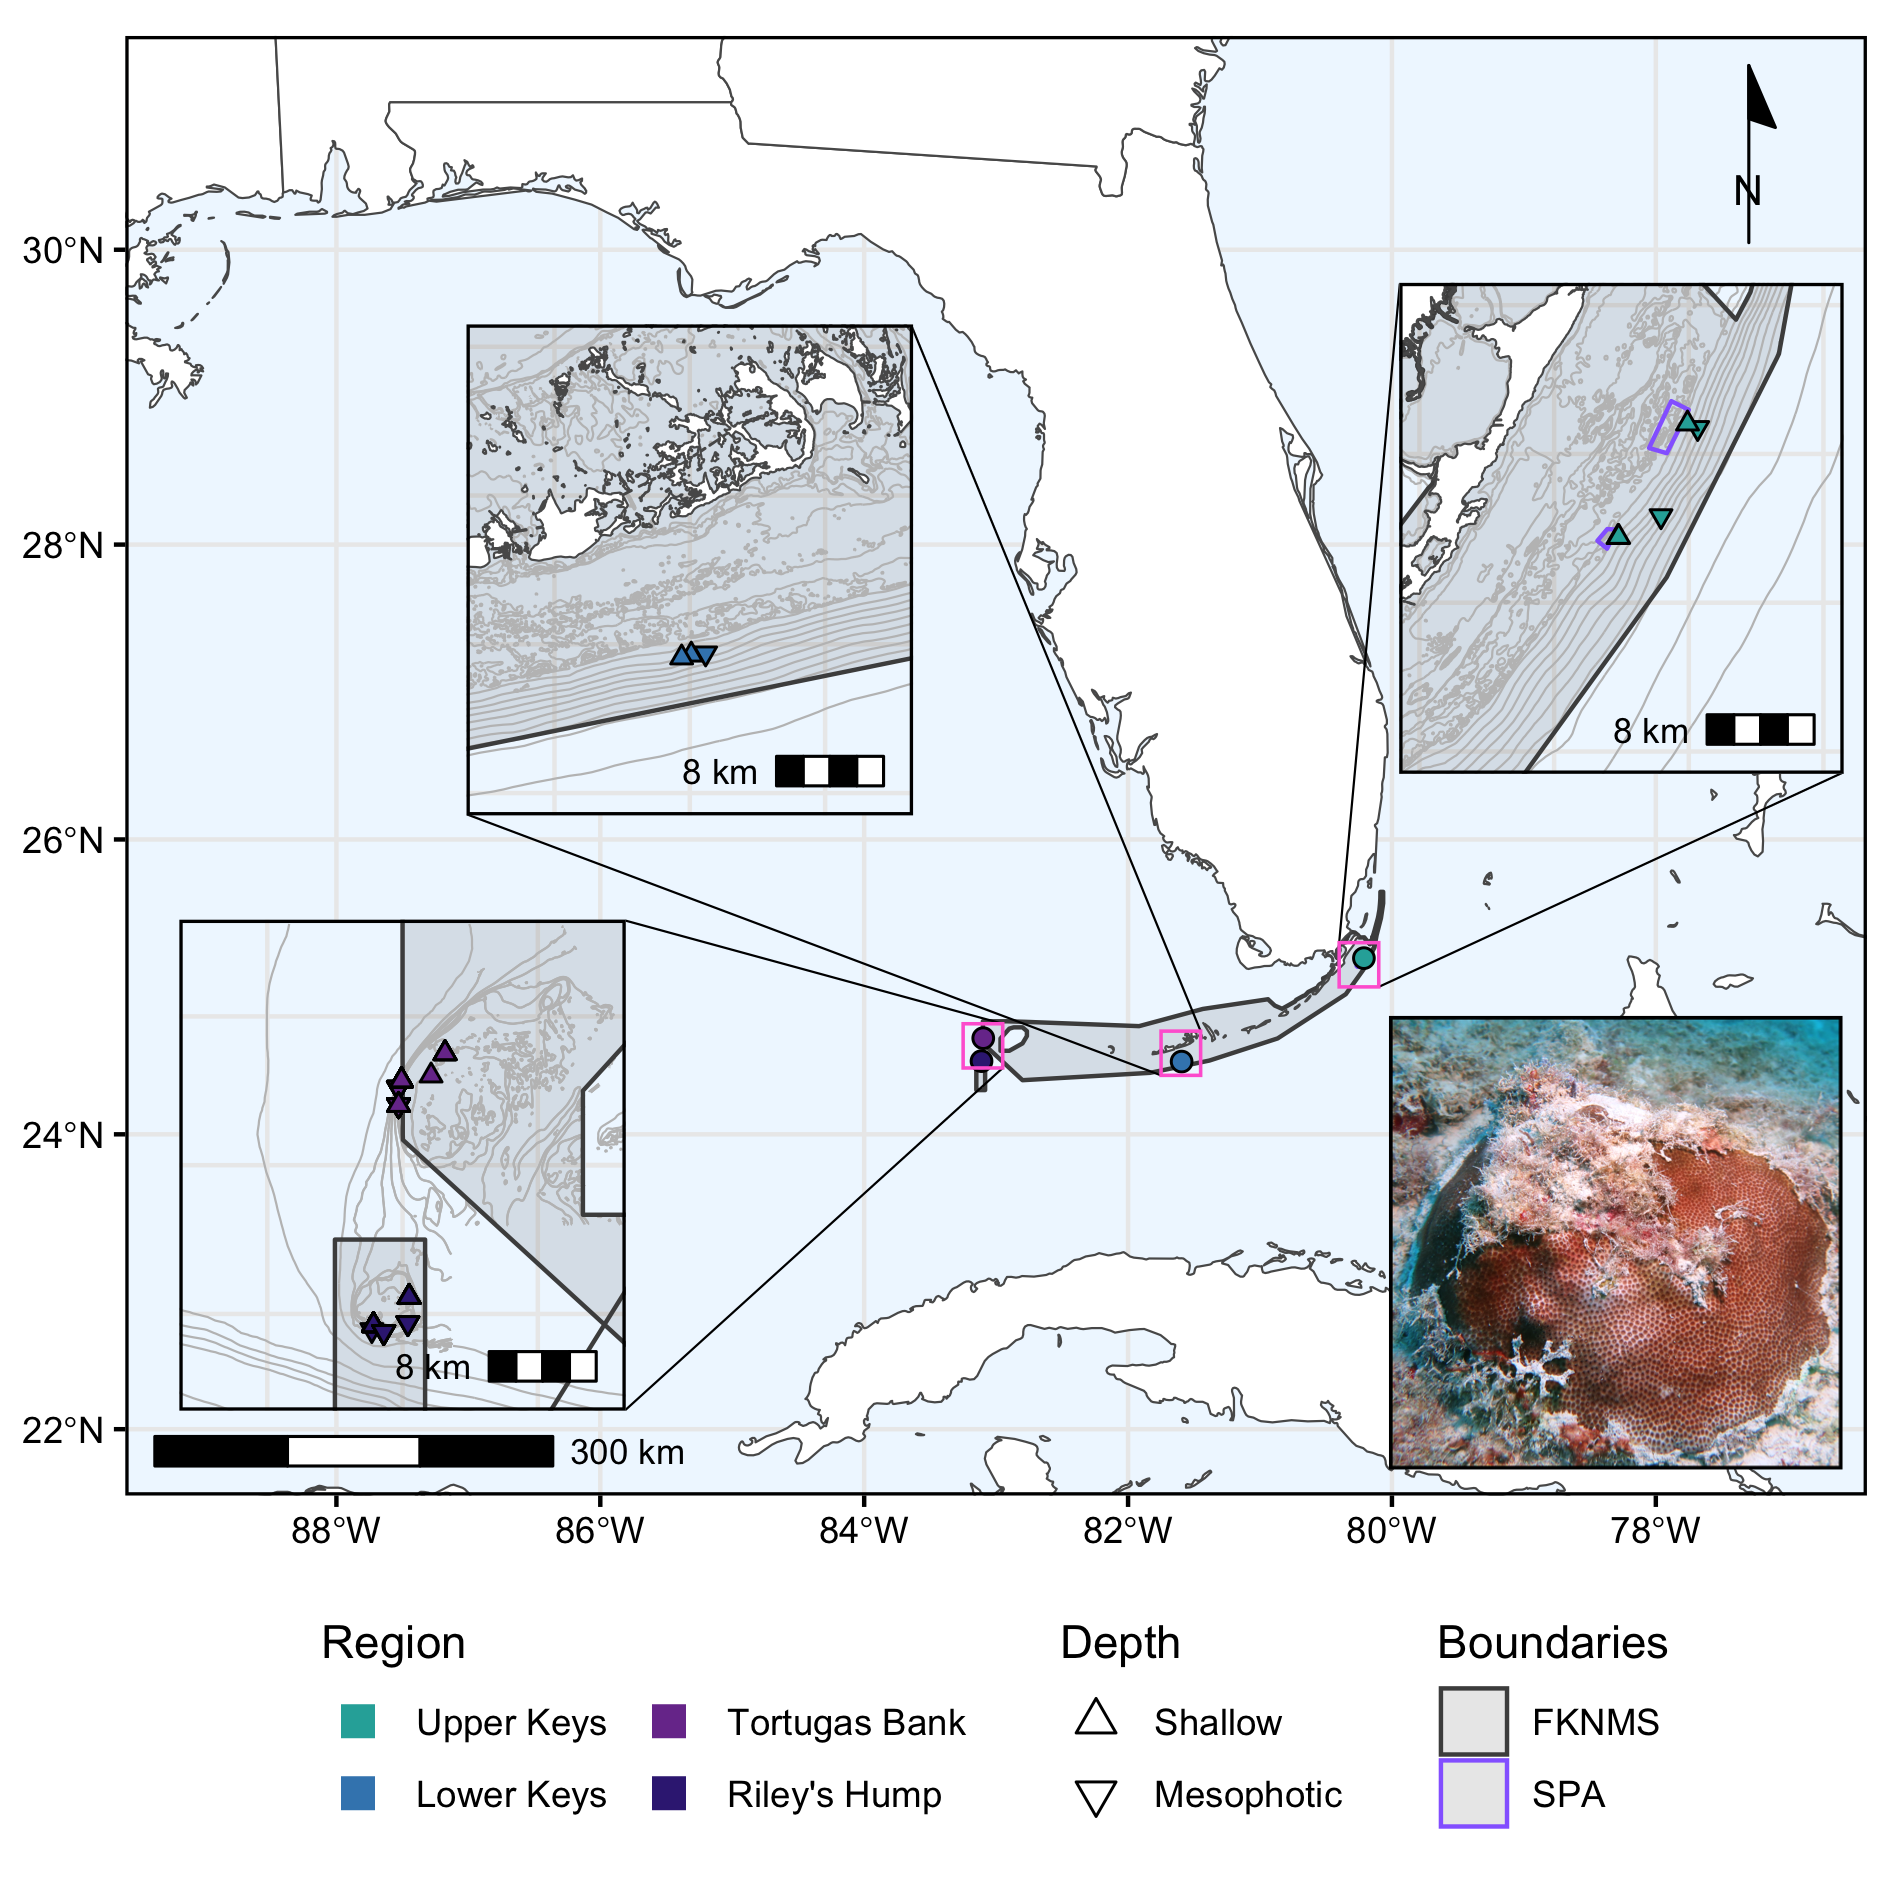 N
30°N
28°N
26°N
24°N
22°N
8 km
8 km
8 km
300 km
88°W 86°W 84°W 82°W 80°W 78°W
Region Depth Boundaries
Upper Keys Tortugas Bank Shallow FKNMS
Lower Keys Riley's Hump Mesophotic SPA